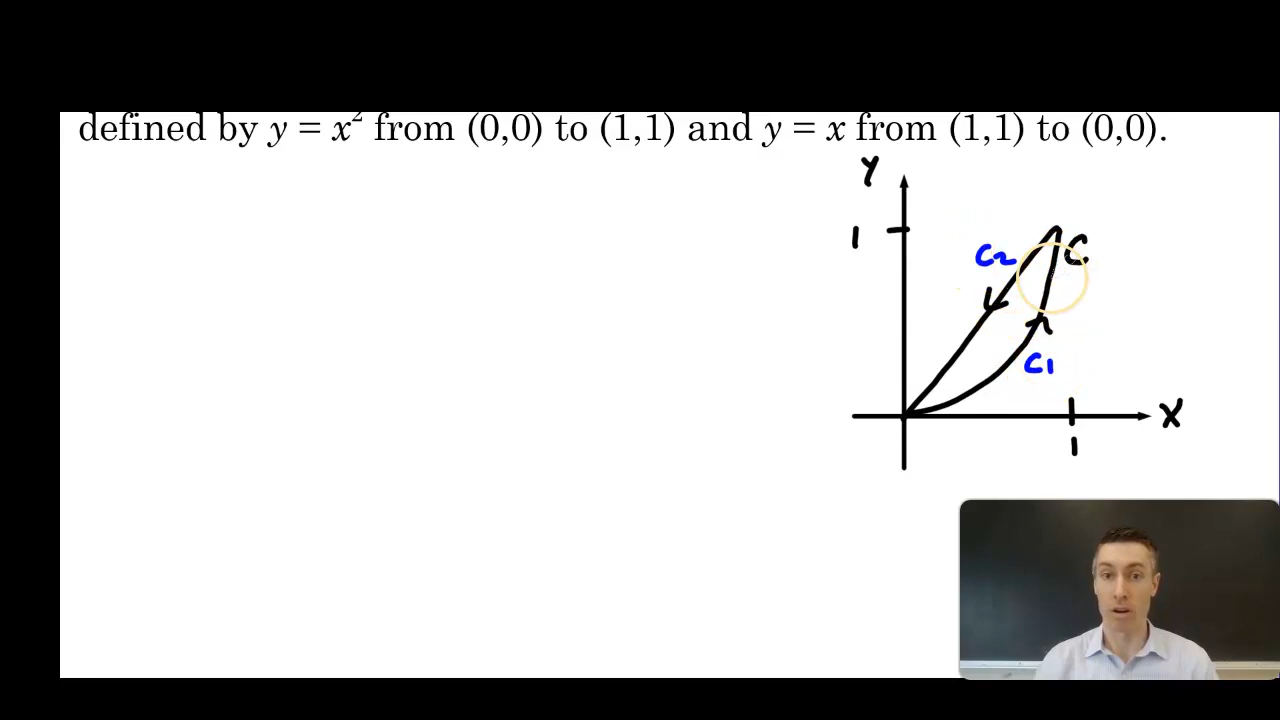 defined by y = x² from (0,0) to (1,1) and y = x from (1,1) to (0,0).
Y
1
C2
C
C1
X
1